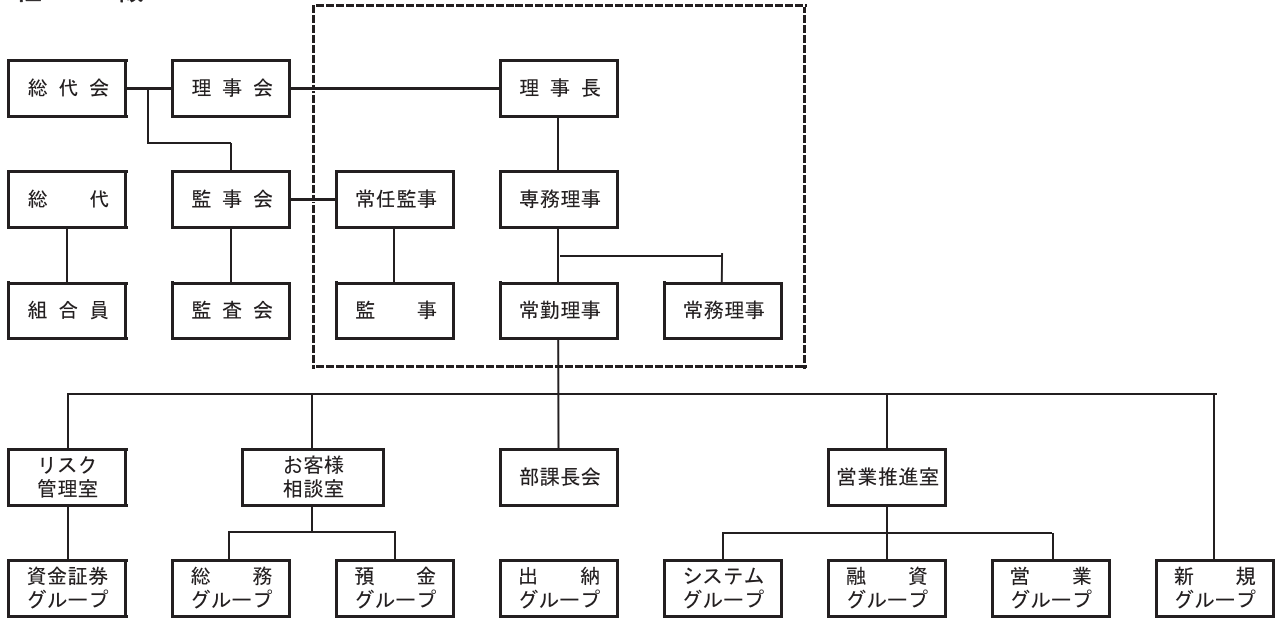 総代会
理事会
理事長
総代
監事会
常任監事
専務理事
組合員
監査会
監事
常勤理事
常務理事
リスク
管理室
お客様
相談室
部課長会
営業推進室
資金証券
グループ
総務
グループ
預金
グループ
出納
グループ
システム
グループ
融資
グループ
営業
グループ
新規
グループ